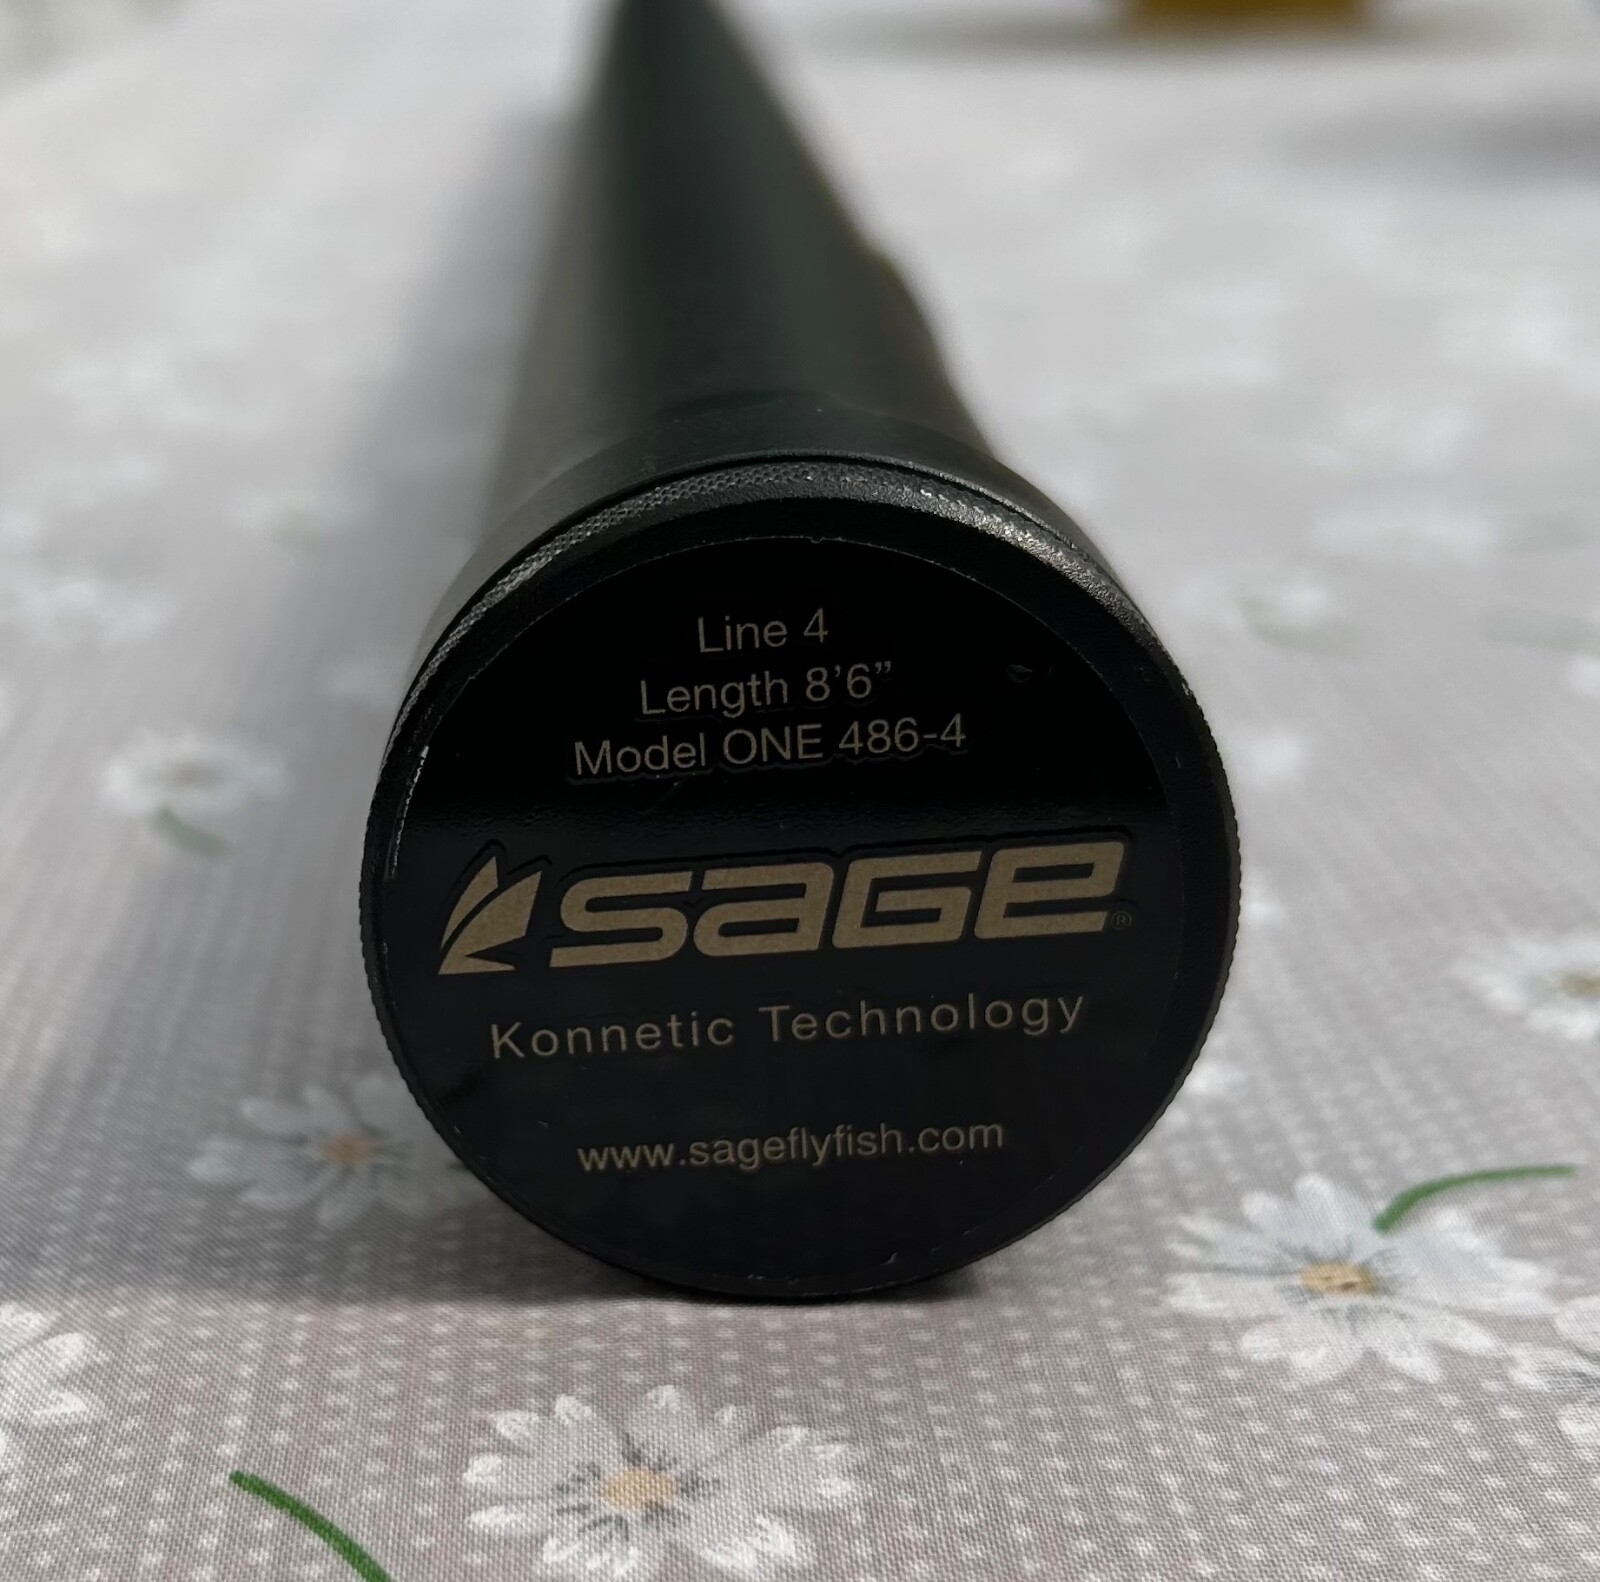 Line 4
Length 8’6”
Model ONE 486-4
SAGE®
Konnetic Technology
www.sageflyfish.com